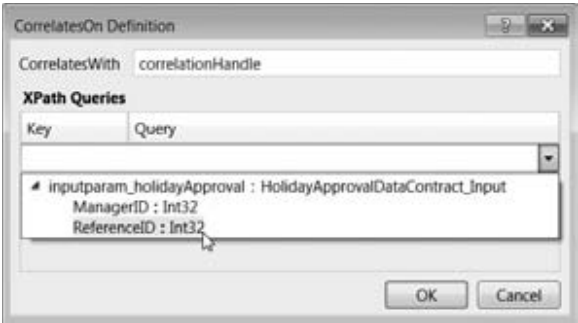 CorrelatesOn Definition
CorrelatesWith correlationHandle
XPath Queries
Key Query
inputparam_holidayApproval : HolidayApprovalDataContract_Input
ManagerID : Int32
ReferenceID : Int32
OK Cancel